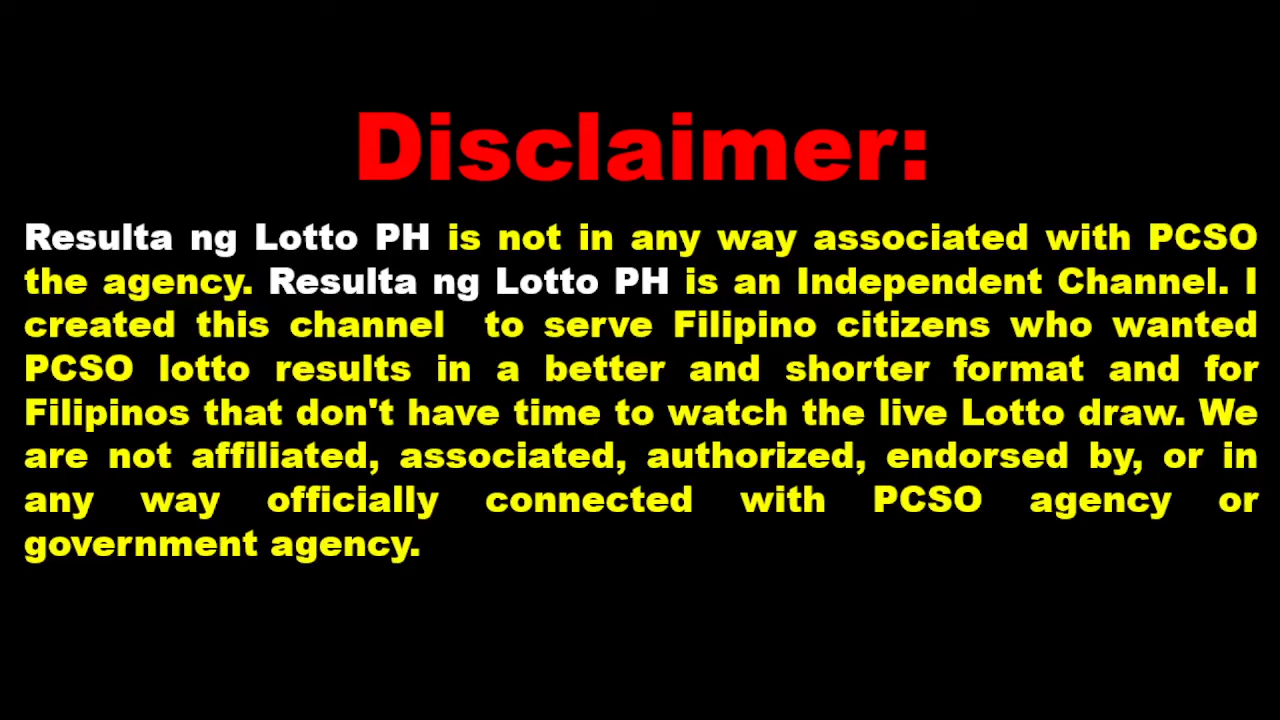 Disclaimer:
Resulta ng Lotto PH is not in any way associated with PCSO
the agency. Resulta ng Lotto PH is an Independent Channel. I
created this channel  to serve Filipino citizens who wanted
PCSO lotto results in a better and shorter format and for
Filipinos that don't have time to watch the live Lotto draw. We
are not affiliated, associated, authorized, endorsed by, or in
any way officially connected with PCSO agency or
government agency.